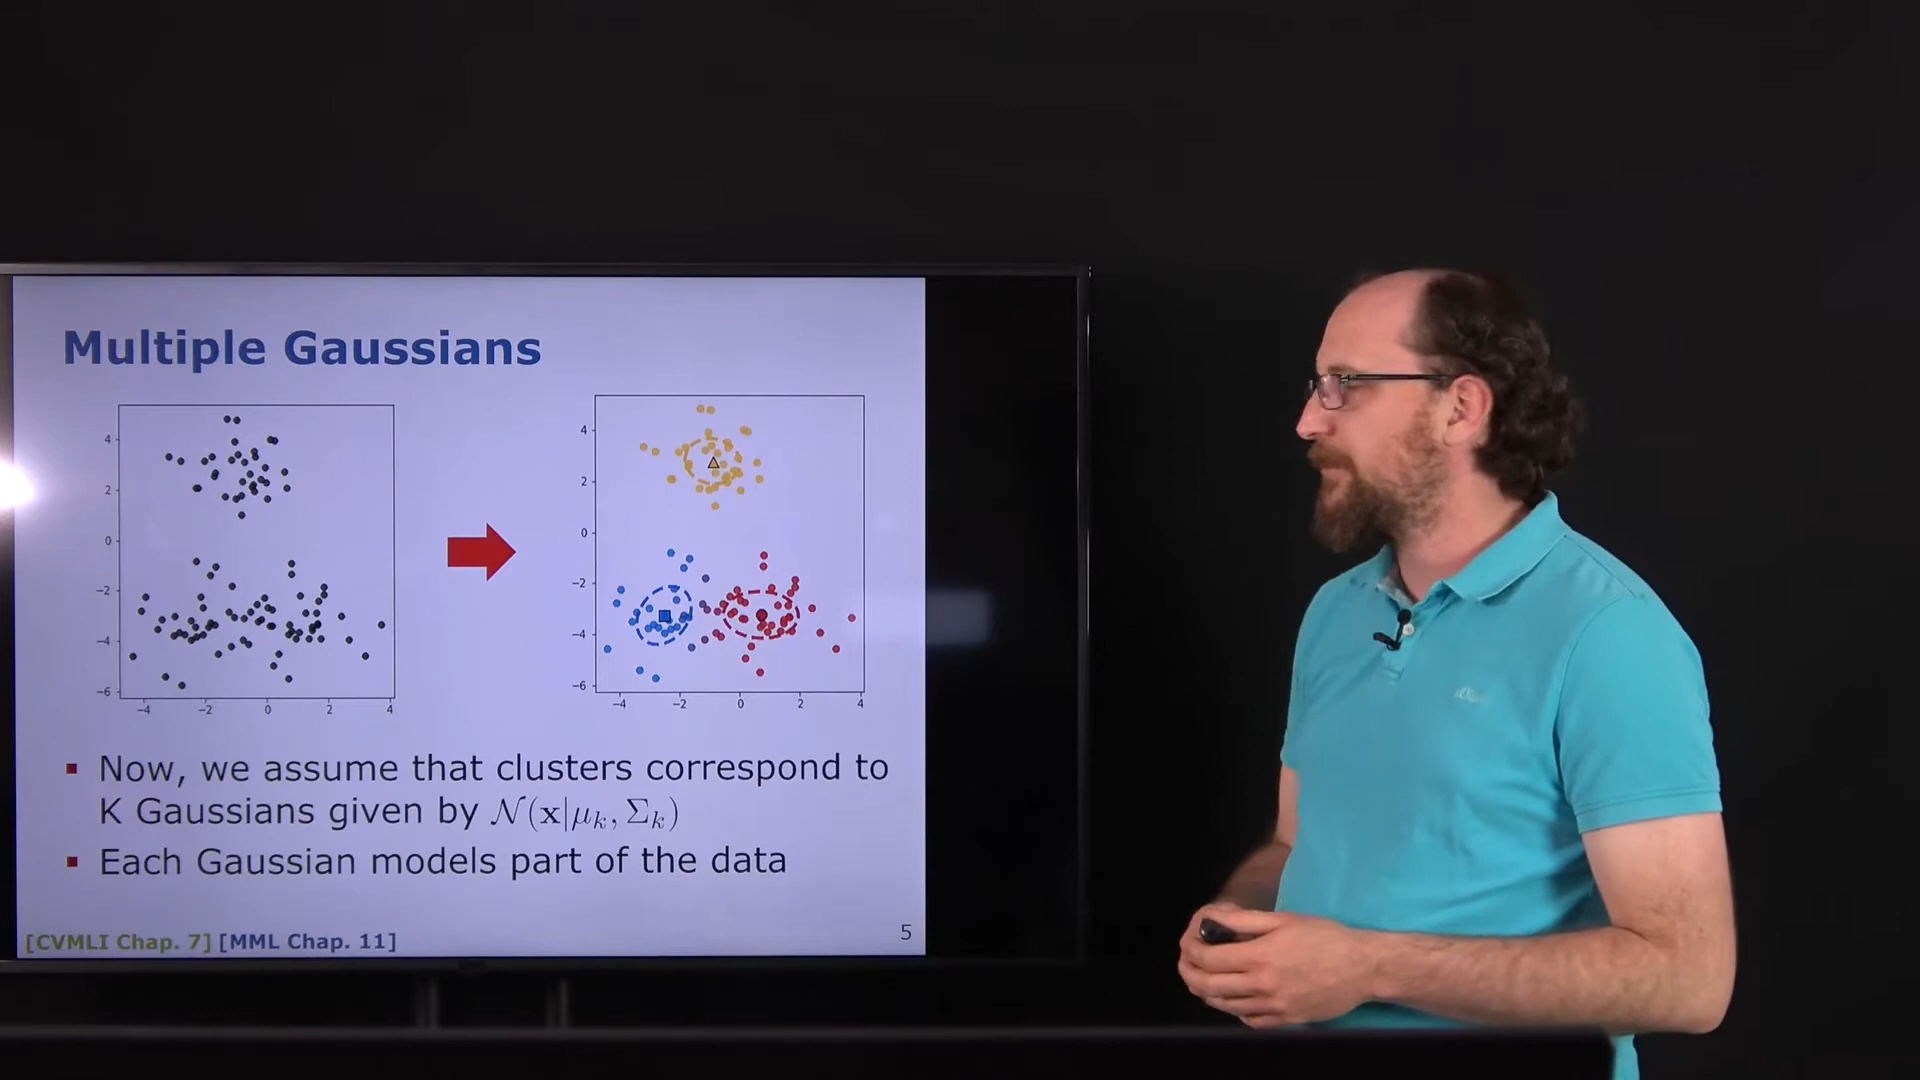 Multiple Gaussians
4
2
0
−2
−4
−6
−4 −2 0 2 4
4
2
0
−2
−4
−6
−4 −2 0 2 4
▪ Now, we assume that clusters correspond to
K Gaussians given by 𝒩(x|μₖ, Σₖ)
▪ Each Gaussian models part of the data
[CVMLI Chap. 7] [MML Chap. 11]
5